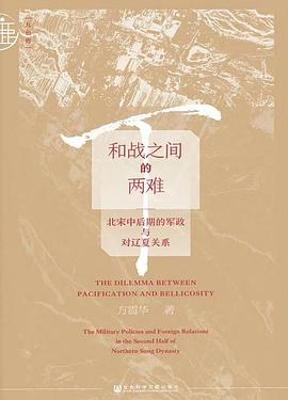 和战之间
的
两难
北宋中后期的军政
与
对辽夏关系
THE DILEMMA BETWEEN
PACIFICATION AND BELLICOSITY
方震华 著
The Military Policies and Foreign Relations
in the Second Half of
Northern Song Dynasty